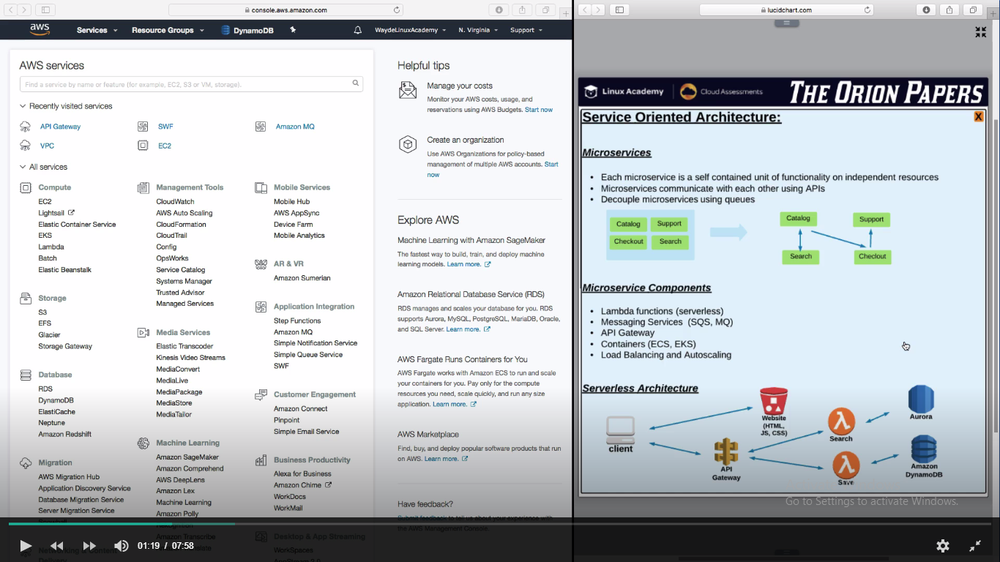 console.aws.amazon.com
aws Services Resource Groups DynamoDB WaydeLinuxAcademy N. Virginia Support
AWS services
Find a service by name or feature (for example, EC2, S3 or VM, storage).
Recently visited services
API Gateway SWF Amazon MQ
VPC EC2
All services
Compute
EC2
Lightsail
Elastic Container Service
EKS
Lambda
Batch
Elastic Beanstalk
Storage
S3
EFS
Glacier
Storage Gateway
Database
RDS
DynamoDB
ElastiCache
Neptune
Amazon Redshift
Migration
AWS Migration Hub
Application Discovery Service
Database Migration Service
Server Migration Service
Management Tools
CloudWatch
AWS Auto Scaling
CloudFormation
CloudTrail
Config
OpsWorks
Service Catalog
Systems Manager
Trusted Advisor
Managed Services
Media Services
Elastic Transcoder
Kinesis Video Streams
MediaConvert
MediaLive
MediaPackage
MediaStore
MediaTailor
Machine Learning
Amazon SageMaker
Amazon Comprehend
AWS DeepLens
Amazon Lex
Machine Learning
Amazon Polly
Rekognition
Amazon Transcribe
Mobile Services
Mobile Hub
AWS AppSync
Device Farm
Mobile Analytics
AR & VR
Amazon Sumerian
Application Integration
Step Functions
Amazon MQ
Simple Notification Service
Simple Queue Service
SWF
Customer Engagement
Amazon Connect
Pinpoint
Simple Email Service
Business Productivity
Alexa for Business
Amazon Chime
WorkDocs
WorkMail
Desktop & App Streaming
WorkSpaces
AppStream 2.0
Helpful tips
Manage your costs
Monitor your AWS costs, usage, and
reservations using AWS Budgets. Start now
Create an organization
Use AWS Organizations for policy-based
management of multiple AWS accounts. Start
now
Explore AWS
Machine Learning with Amazon SageMaker
The fastest way to build, train, and deploy machine
learning models. Learn more.
Amazon Relational Database Service (RDS)
RDS manages and scales your database for you. RDS
supports Aurora, MySQL, PostgreSQL, MariaDB, Oracle,
and SQL Server. Learn more.
AWS Fargate Runs Containers for You
AWS Fargate works with Amazon ECS to run and scale
your containers for you. Pay only for the compute
resources you need, scale quickly, and run any size
application. Learn more.
AWS Marketplace
Find, buy, and deploy popular software products that run
on AWS. Learn more.
Have feedback?
Submit feedback to tell us about your experience with
the AWS Management Console.
01:19 / 07:58
lucidchart.com
Linux Academy Cloud Assessments THE ORION PAPERS
Service Oriented Architecture: X
Microservices
• Each microservice is a self contained unit of functionality on independent resources
• Microservices communicate with each other using APIs
• Decouple microservices using queues
Catalog Support Catalog Support
Checkout Search Search Checlout
Microservice Components
• Lambda functions (serverless)
• Messaging Services (SQS, MQ)
• API Gateway
• Containers (ECS, EKS)
• Load Balancing and Autoscaling
Serverless Architecture
client
Website
(HTML,
JS, CSS)
API
Gateway
Search
Save
Aurora
Amazon
DynamoDB
Go to Settings to activate Windows.